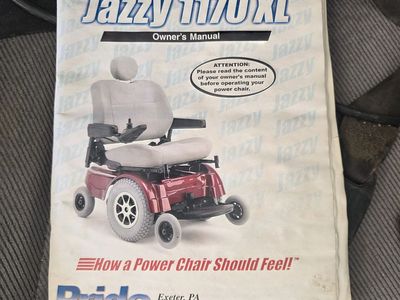 Jazzy 1170 XL
Owner's Manual
ATTENTION:
Please read the content
of your owner's manual
before operating your
power chair.
How a Power Chair Should Feel!™
Pride
Exeter, PA